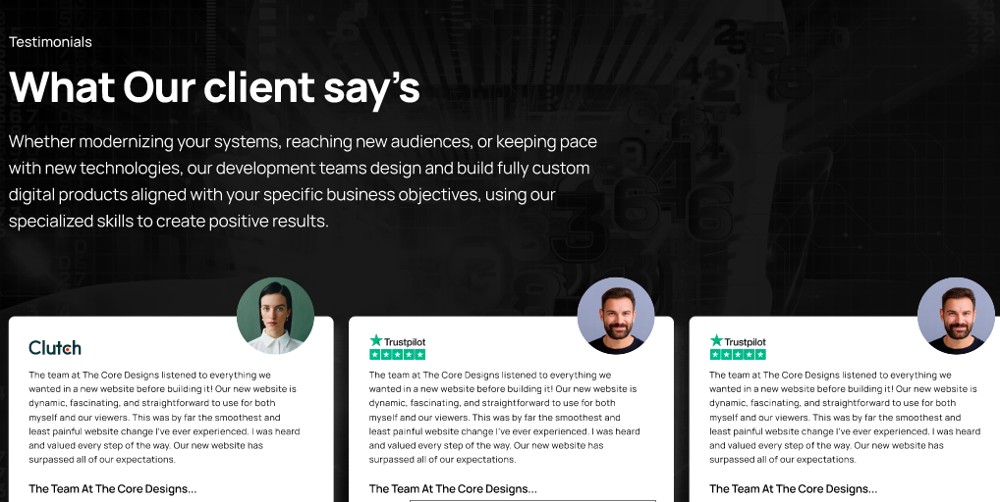 Testimonials
What Our client say's
Whether modernizing your systems, reaching new audiences, or keeping pace
with new technologies, our development teams design and build fully custom
digital products aligned with your specific business objectives, using our
specialized skills to create positive results.
Clutch
The team at The Core Designs listened to everything we
wanted in a new website before building it! Our new website is
dynamic, fascinating, and straightforward to use for both
myself and our viewers. This was by far the smoothest and
least painful website change I've ever experienced. I was heard
and valued every step of the way. Our new website has
surpassed all of our expectations.
The Team At The Core Designs...
Trustpilot
The team at The Core Designs listened to everything we
wanted in a new website before building it! Our new website is
dynamic, fascinating, and straightforward to use for both
myself and our viewers. This was by far the smoothest and
least painful website change I've ever experienced. I was heard
and valued every step of the way. Our new website has
surpassed all of our expectations.
The Team At The Core Designs...
Trustpilot
The team at The Core Designs listened to everything we
wanted in a new website before building it! Our new website is
dynamic, fascinating, and straightforward to use for both
myself and our viewers. This was by far the smoothest and
least painful website change I've ever experienced. I was heard
and valued every step of the way. Our new website has
surpassed all of our expectations.
The Team At The Core Designs...